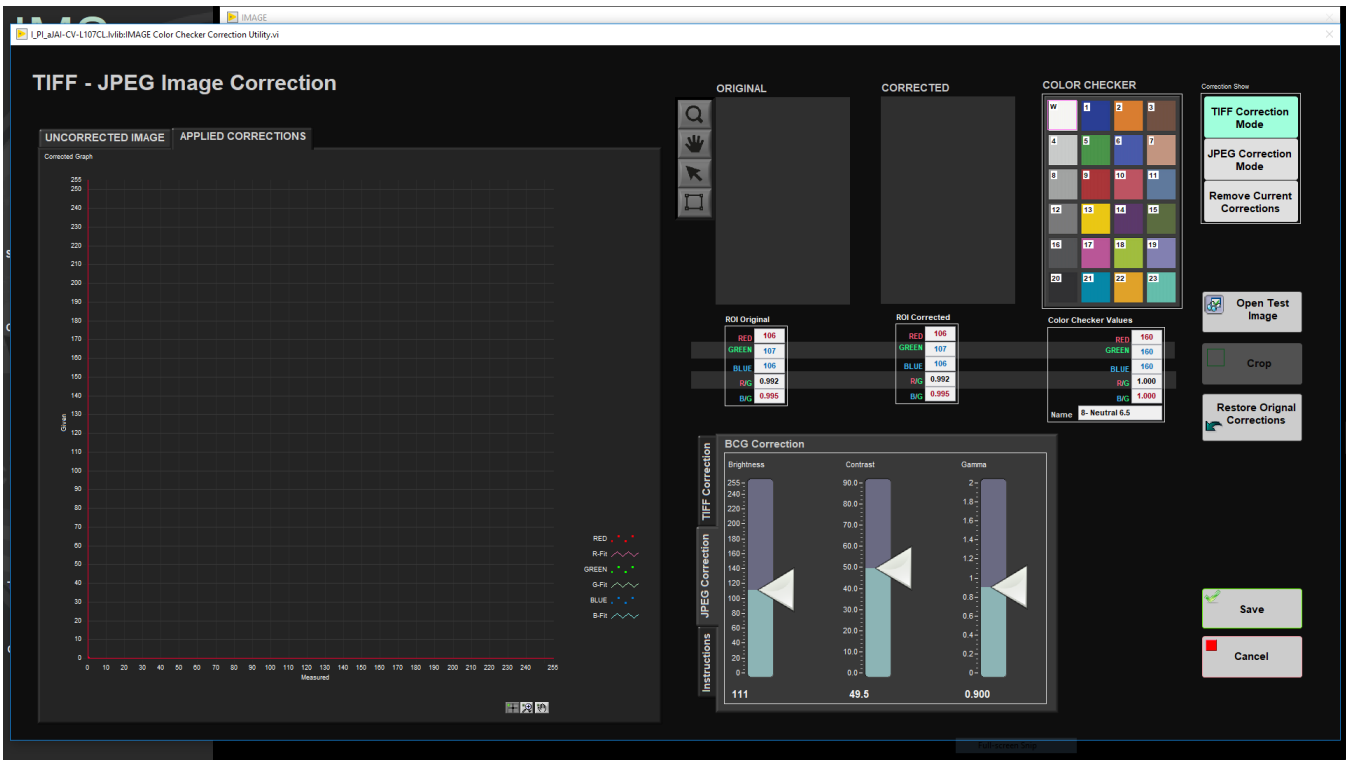 IMAGE
I_PI_aJAI-CV-L107CL.lvlib:IMAGE Color Checker Correction Utility.vi
TIFF - JPEG Image Correction
UNCORRECTED IMAGE
APPLIED CORRECTIONS
Corrected Graph
255
250
240
230
220
210
200
190
180
170
160
150
140
130
120
110
100
90
80
70
60
50
40
30
20
10
0
Given
0 10 20 30 40 50 60 70 80 90 100 110 120 130 140 150 160 170 180 190 200 210 220 230 240 255
Measured
RED
R-Fit
GREEN
G-Fit
BLUE
B-Fit
ORIGINAL
CORRECTED
COLOR CHECKER
W 1 2 3
4 5 6 7
8 9 10 11
12 13 14 15
16 17 18 19
20 21 22 23
ROI Original
RED 106
GREEN 107
BLUE 106
R/G 0.992
B/G 0.995
ROI Corrected
RED 106
GREEN 107
BLUE 106
R/G 0.992
B/G 0.995
Color Checker Values
RED 160
GREEN 160
BLUE 160
R/G 1.000
B/G 1.000
Name 8- Neutral 6.5
TIFF Correction
JPEG Correction
Instructions
BCG Correction
Brightness
255
240
220
200
180
160
140
120
100
80
60
40
20
0
111
Contrast
90.0
80.0
70.0
60.0
50.0
40.0
30.0
20.0
10.0
0.0
49.5
Gamma
2
1.8
1.6
1.4
1.2
1
0.8
0.6
0.4
0.2
0
0.900
Correction Show
TIFF Correction
Mode
JPEG Correction
Mode
Remove Current
Corrections
Open Test
Image
Crop
Restore Orignal
Corrections
Save
Cancel
Full-screen Snip